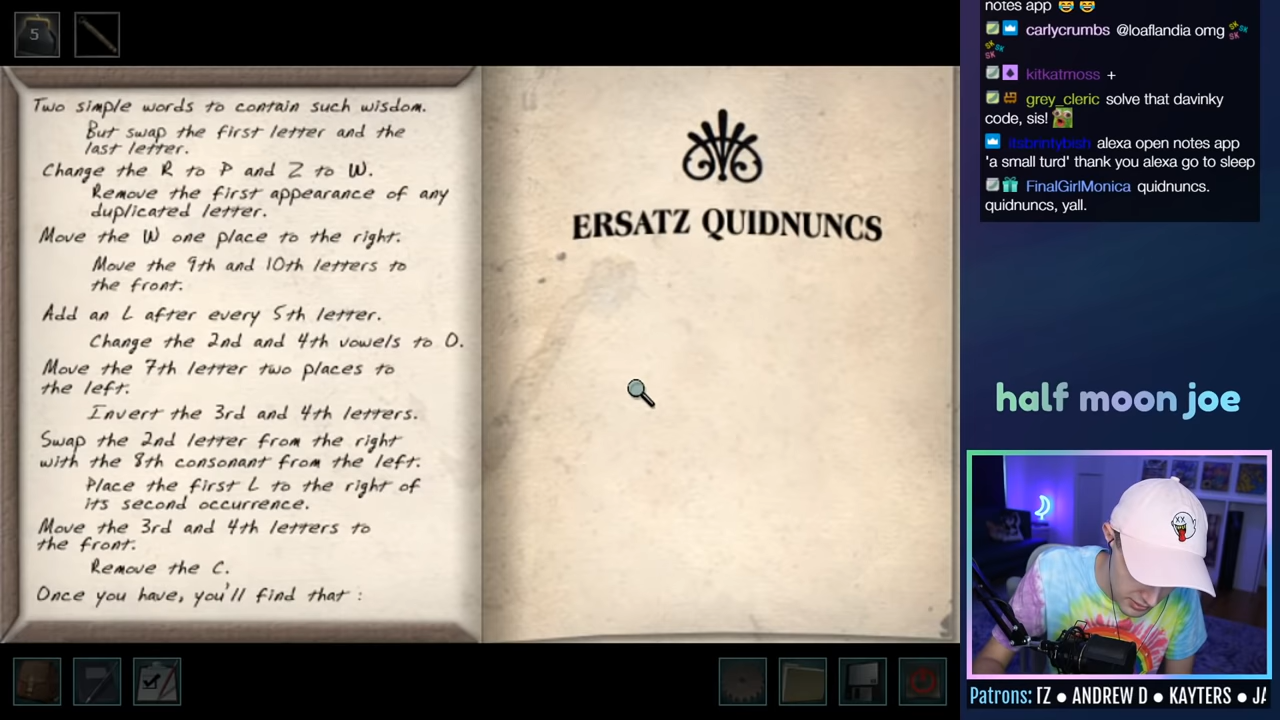 5
Two simple words to contain such wisdom.
But swap the first letter and the
last letter.
Change the R to P and Z to W.
Remove the first appearance of any
duplicated letter.
Move the W one place to the right.
Move the 9th and 10th letters to
the front.
Add an L after every 5th letter.
Change the 2nd and 4th vowels to O.
Move the 7th letter two places to
the left.
Invert the 3rd and 4th letters.
Swap the 2nd letter from the right
with the 8th consonant from the left.
Place the first L to the right of
its second occurrence.
Move the 3rd and 4th letters to
the front.
Remove the C.
Once you have, you'll find that :
ERSATZ QUIDNUNCS
notes app
carlycrumbs @loaflandia omg
kitkatmoss +
grey_cleric solve that davinky
code, sis!
itsbrittybish alexa open notes app
'a small turd' thank you alexa go to sleep
FinalGirlMonica quidnuncs.
quidnuncs, yall.
half moon joe
Patrons: TZ ● ANDREW D ● KAYTERS ● JA